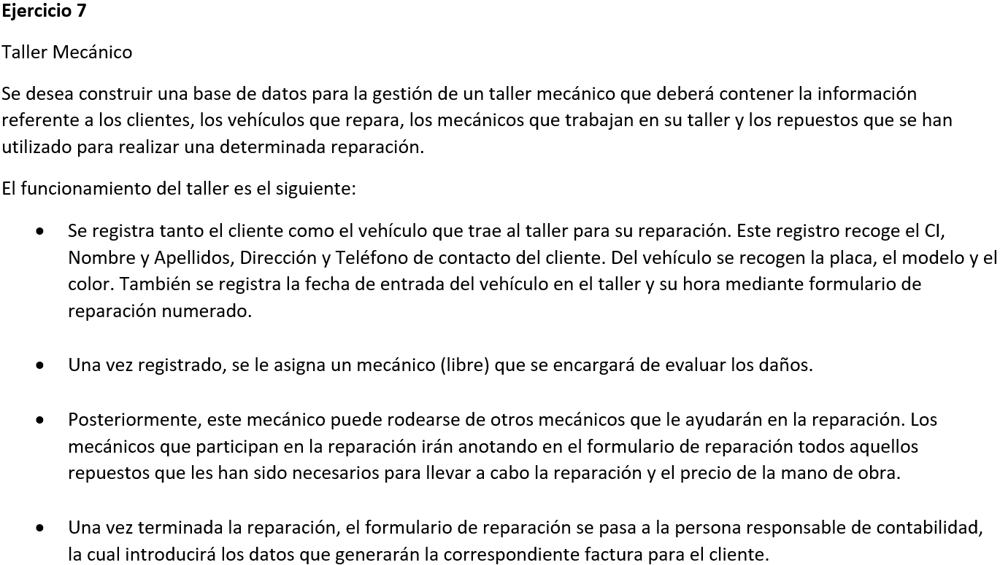 Ejercicio 7
Taller Mecánico
Se desea construir una base de datos para la gestión de un taller mecánico que deberá contener la información
referente a los clientes, los vehículos que repara, los mecánicos que trabajan en su taller y los repuestos que se han
utilizado para realizar una determinada reparación.
El funcionamiento del taller es el siguiente:
• Se registra tanto el cliente como el vehículo que trae al taller para su reparación. Este registro recoge el CI,
Nombre y Apellidos, Dirección y Teléfono de contacto del cliente. Del vehículo se recogen la placa, el modelo y el
color. También se registra la fecha de entrada del vehículo en el taller y su hora mediante formulario de
reparación numerado.
• Una vez registrado, se le asigna un mecánico (libre) que se encargará de evaluar los daños.
• Posteriormente, este mecánico puede rodearse de otros mecánicos que le ayudarán en la reparación. Los
mecánicos que participan en la reparación irán anotando en el formulario de reparación todos aquellos
repuestos que les han sido necesarios para llevar a cabo la reparación y el precio de la mano de obra.
• Una vez terminada la reparación, el formulario de reparación se pasa a la persona responsable de contabilidad,
la cual introducirá los datos que generarán la correspondiente factura para el cliente.